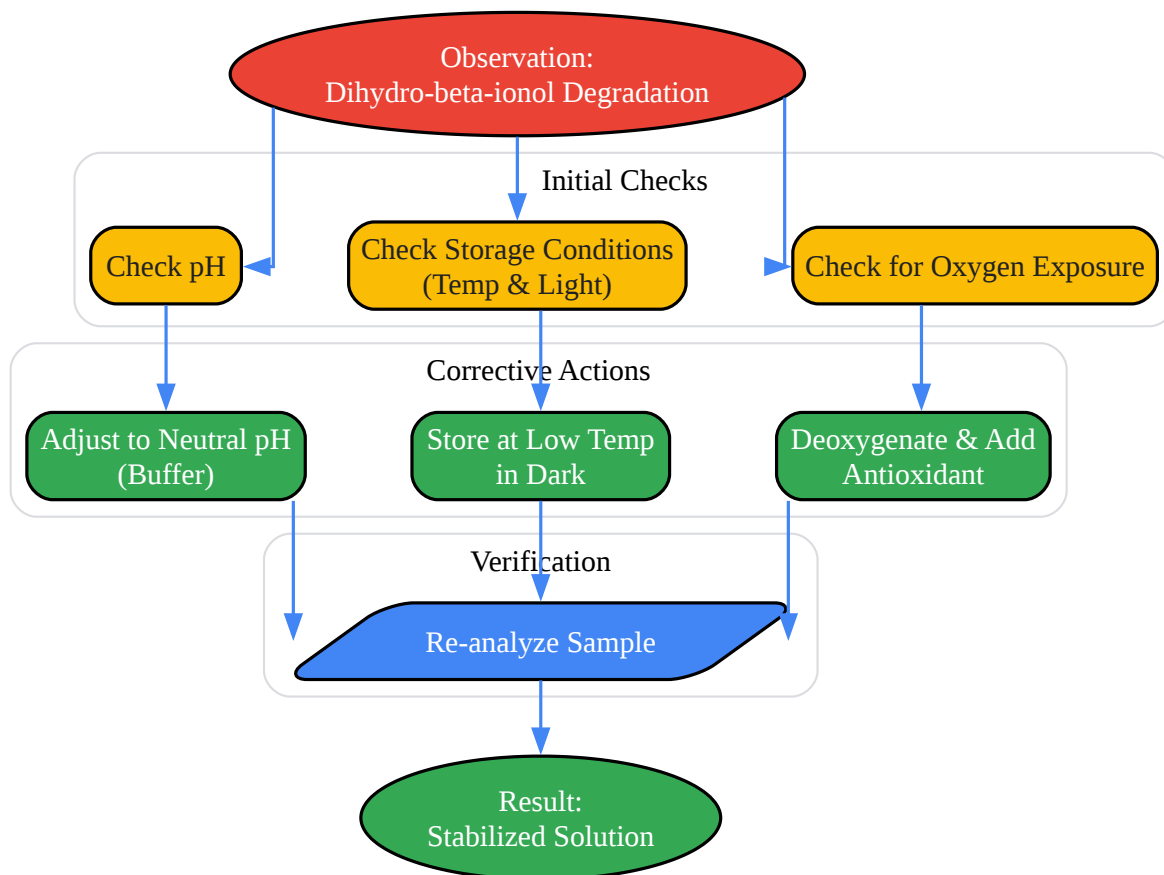 Observation:
Dihydro-beta-ionol Degradation
Initial Checks
Check pH
Check Storage Conditions
(Temp & Light)
Check for Oxygen Exposure
Corrective Actions
Adjust to Neutral pH
(Buffer)
Store at Low Temp
in Dark
Deoxygenate & Add
Antioxidant
Verification
Re-analyze Sample
Result:
Stabilized Solution